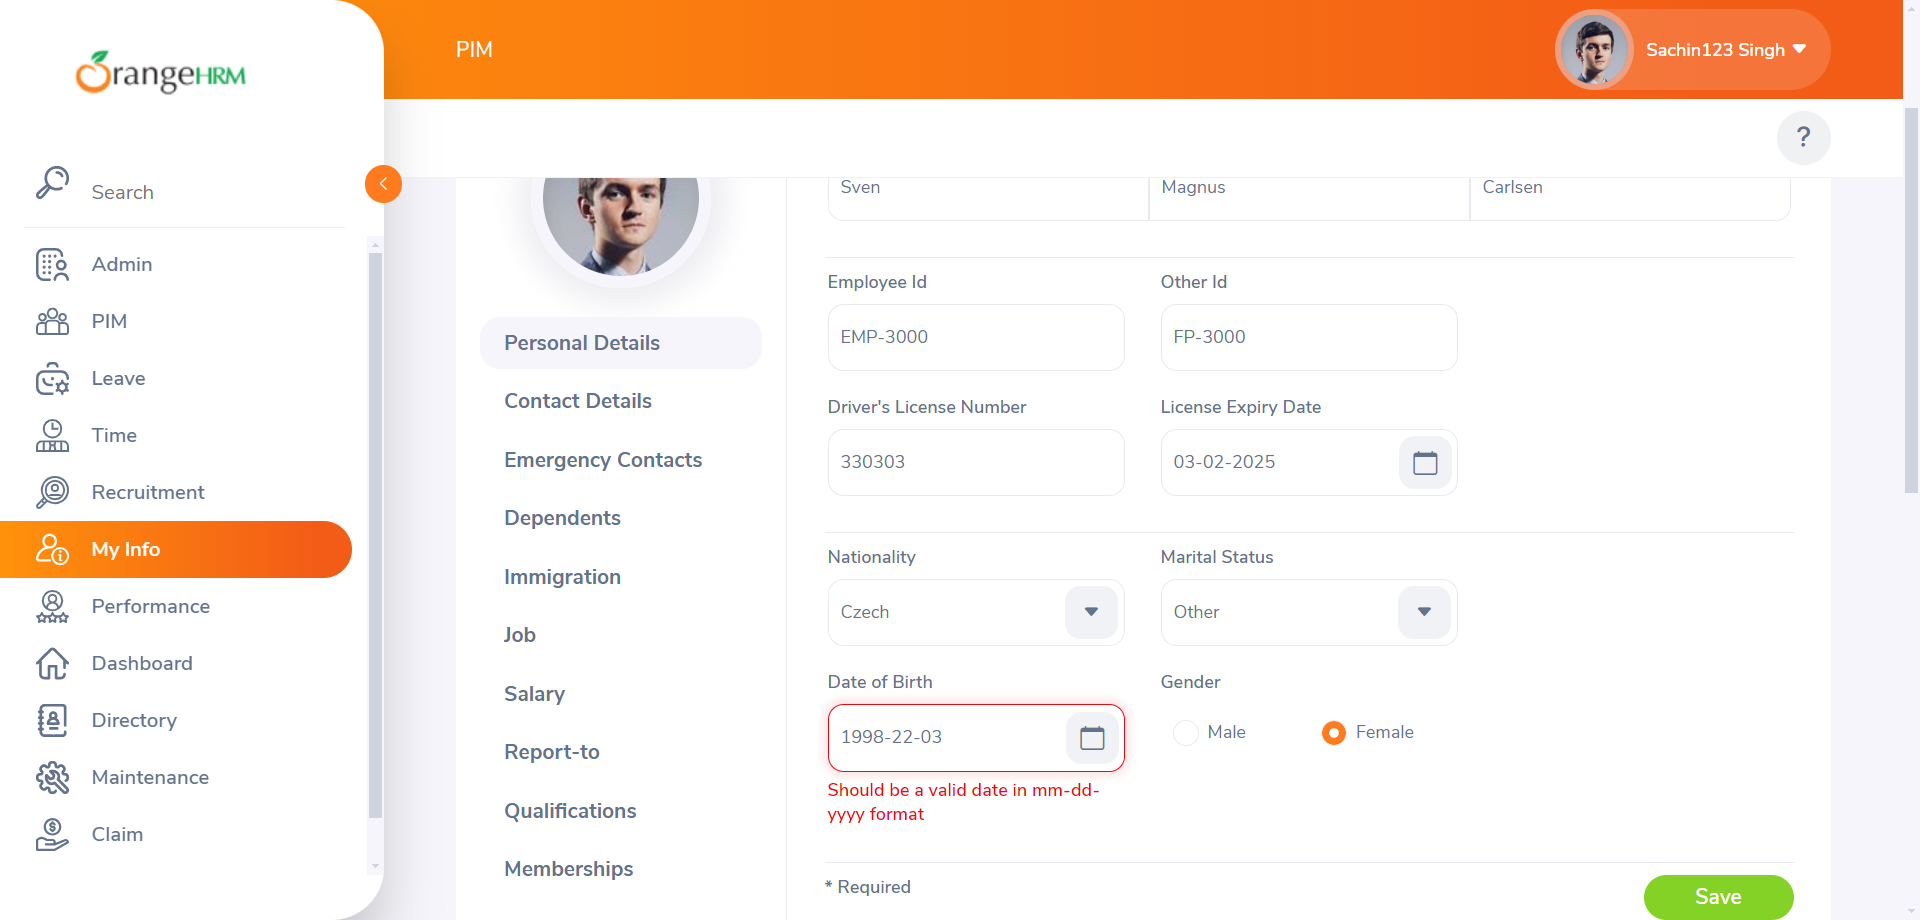 OrangeHRM
PIM
Sachin123 Singh
?
Search
Admin
PIM
Leave
Time
Recruitment
My Info
Performance
Dashboard
Directory
Maintenance
Claim
Personal Details
Contact Details
Emergency Contacts
Dependents
Immigration
Job
Salary
Report-to
Qualifications
Memberships
Sven Magnus Carlsen
Employee Id Other Id
EMP-3000 FP-3000
Driver's License Number License Expiry Date
330303 03-02-2025
Nationality Marital Status
Czech Other
Date of Birth Gender
1998-22-03 Male Female
Should be a valid date in mm-dd-
yyyy format
* Required
Save